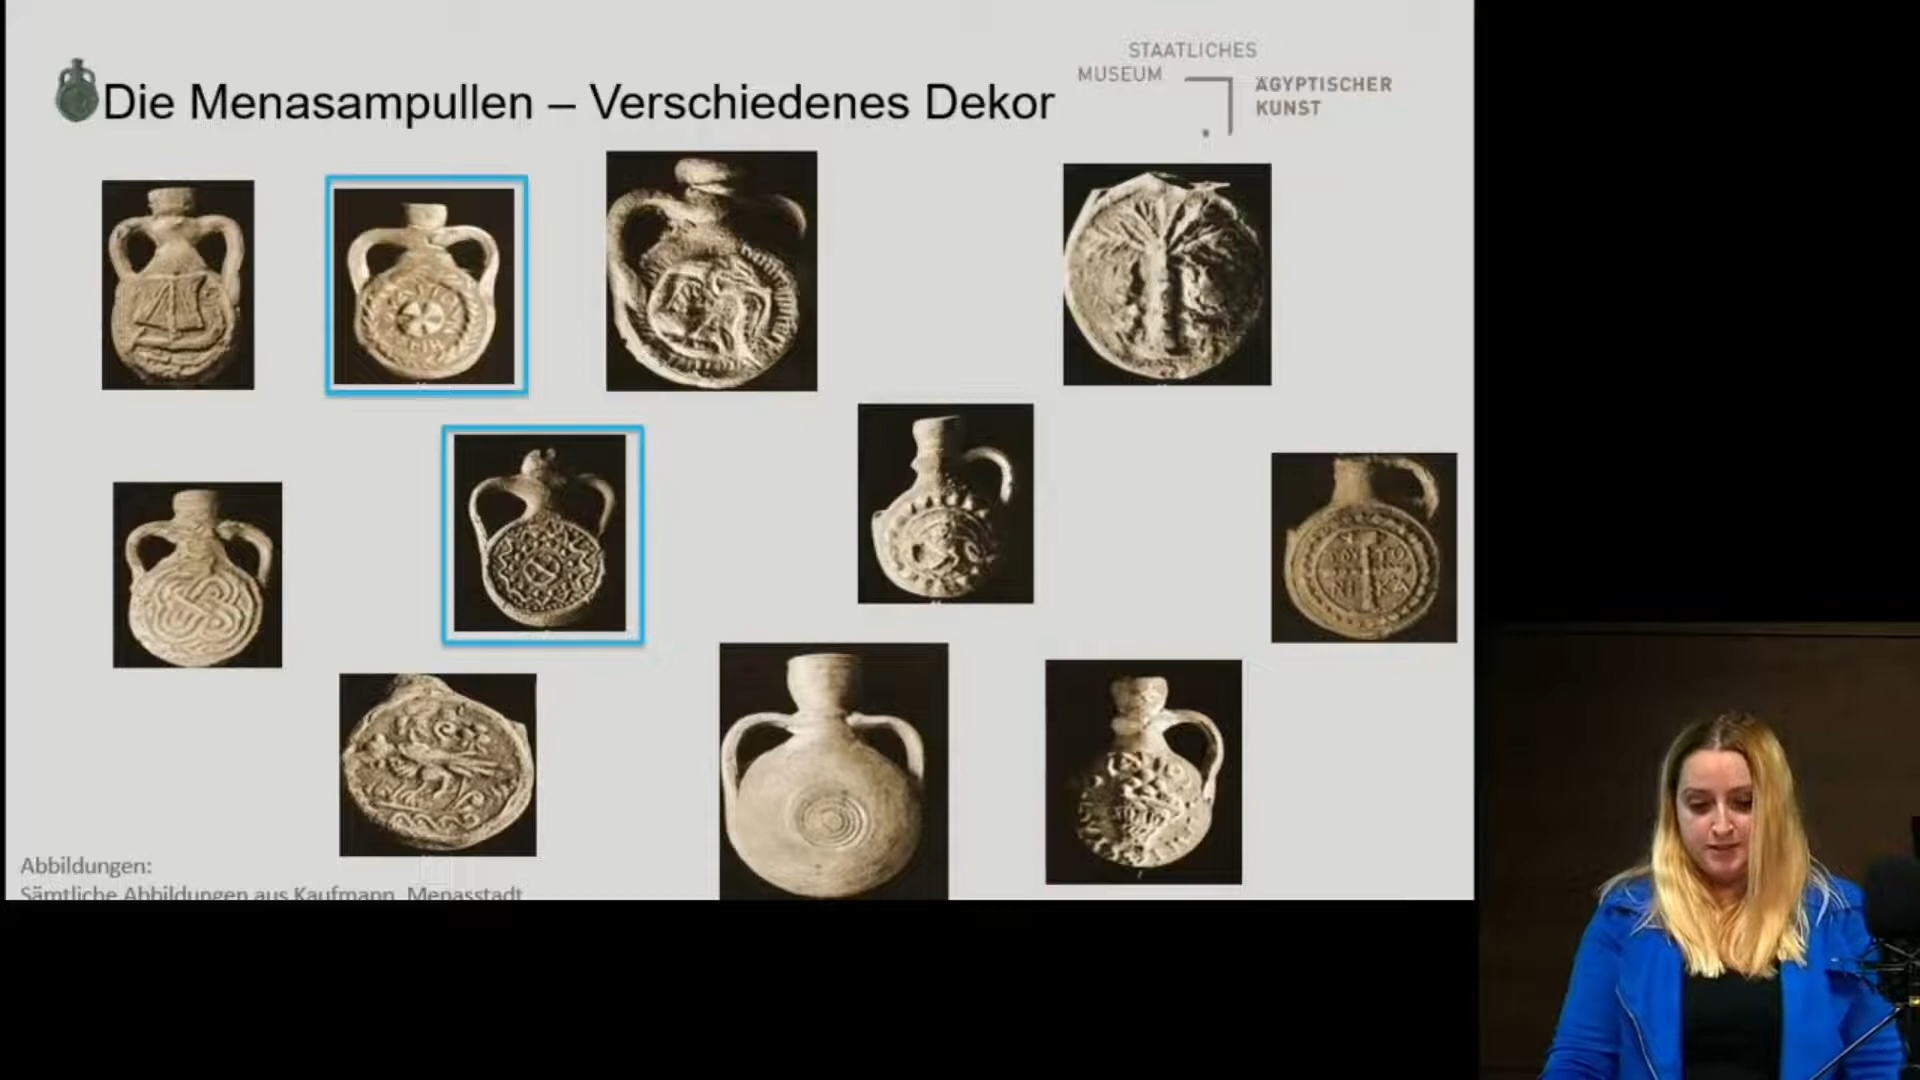 Die Menasampullen – Verschiedenes Dekor
STAATLICHES
MUSEUM
ÄGYPTISCHER
KUNST
Abbildungen:
Sämtliche Abbildungen aus Kaufmann, Menasstadt